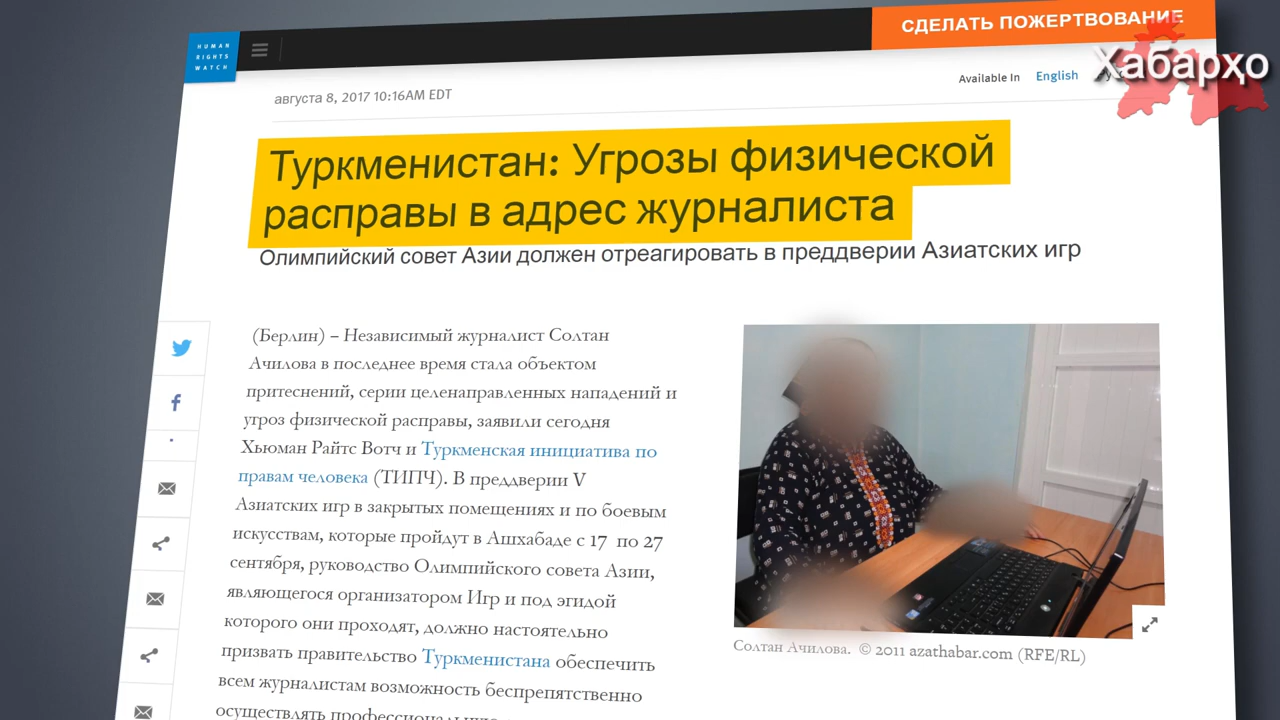 HUMAN
RIGHTS
WATCH
СДЕЛАТЬ ПОЖЕРТВОВАНИЕ
Хабарҳо
Available In English
августа 8, 2017 10:16AM EDT
Туркменистан: Угрозы физической
расправы в адрес журналиста
Олимпийский совет Азии должен отреагировать в преддверии Азиатских игр
(Берлин) – Независимый журналист Солтан
Ачилова в последнее время стала объектом
притеснений, серии целенаправленных нападений и
угроз физической расправы, заявили сегодня
Хьюман Райтс Вотч и Туркменская инициатива по
правам человека (ТИПЧ). В преддверии V
Азиатских игр в закрытых помещениях и по боевым
искусствам, которые пройдут в Ашхабаде с 17 по 27
сентября, руководство Олимпийского совета Азии,
являющегося организатором Игр и под эгидой
которого они проходят, должно настоятельно
призвать правительство Туркменистана обеспечить
всем журналистам возможность беспрепятственно
осуществлять
Солтан Ачилова. © 2011 azathabar.com (RFE/RL)